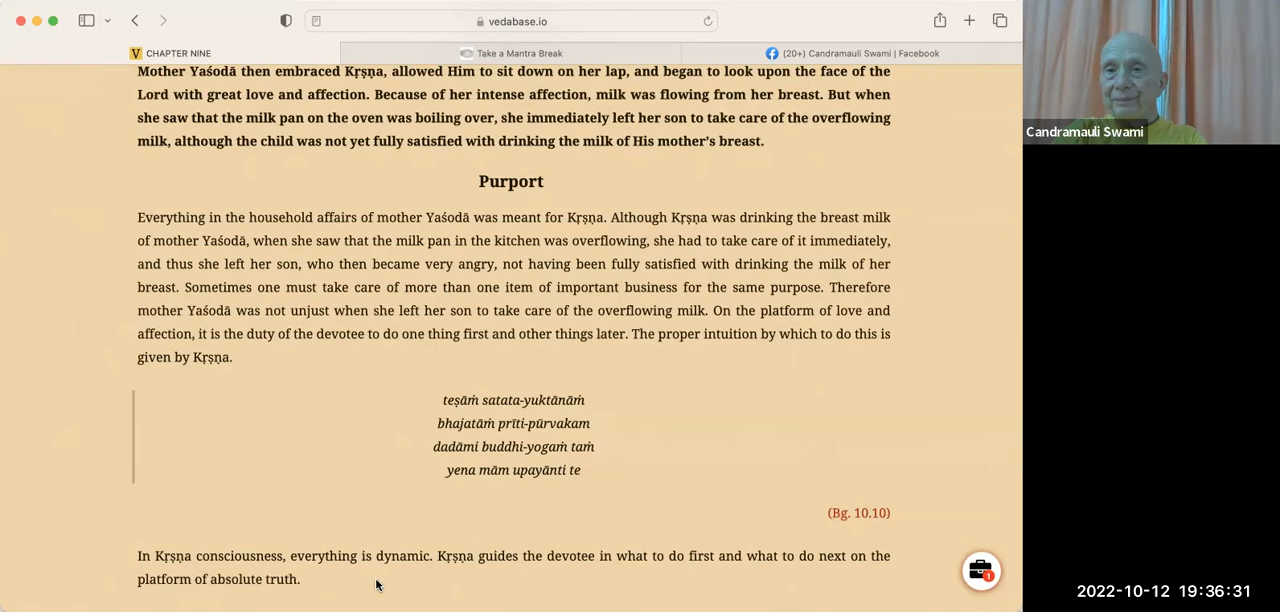 vedabase.io
CHAPTER NINE
Take a Mantra Break
(20+) Candramauli Swami | Facebook
Mother Yaśodā then embraced Kṛṣṇa, allowed Him to sit down on her lap, and began to look upon the face of the
Lord with great love and affection. Because of her intense affection, milk was flowing from her breast. But when
she saw that the milk pan on the oven was boiling over, she immediately left her son to take care of the overflowing
milk, although the child was not yet fully satisfied with drinking the milk of His mother’s breast.
Purport
Everything in the household affairs of mother Yaśodā was meant for Kṛṣṇa. Although Kṛṣṇa was drinking the breast milk
of mother Yaśodā, when she saw that the milk pan in the kitchen was overflowing, she had to take care of it immediately,
and thus she left her son, who then became very angry, not having been fully satisfied with drinking the milk of her
breast. Sometimes one must take care of more than one item of important business for the same purpose. Therefore
mother Yaśodā was not unjust when she left her son to take care of the overflowing milk. On the platform of love and
affection, it is the duty of the devotee to do one thing first and other things later. The proper intuition by which to do this is
given by Kṛṣṇa.
teṣāṁ satata-yuktānāṁ
bhajatāṁ prīti-pūrvakam
dadāmi buddhi-yogaṁ taṁ
yena mām upayānti te
(Bg. 10.10)
In Kṛṣṇa consciousness, everything is dynamic. Kṛṣṇa guides the devotee in what to do first and what to do next on the
platform of absolute truth.
1
Candramauli Swami
2022-10-12 19:36:31